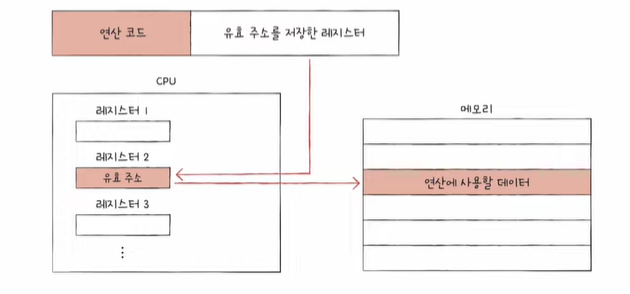 연산 코드
유효 주소를 저장한 레지스터
CPU
레지스터 1
레지스터 2
유효 주소
레지스터 3
⋮
메모리
연산에 사용할 데이터